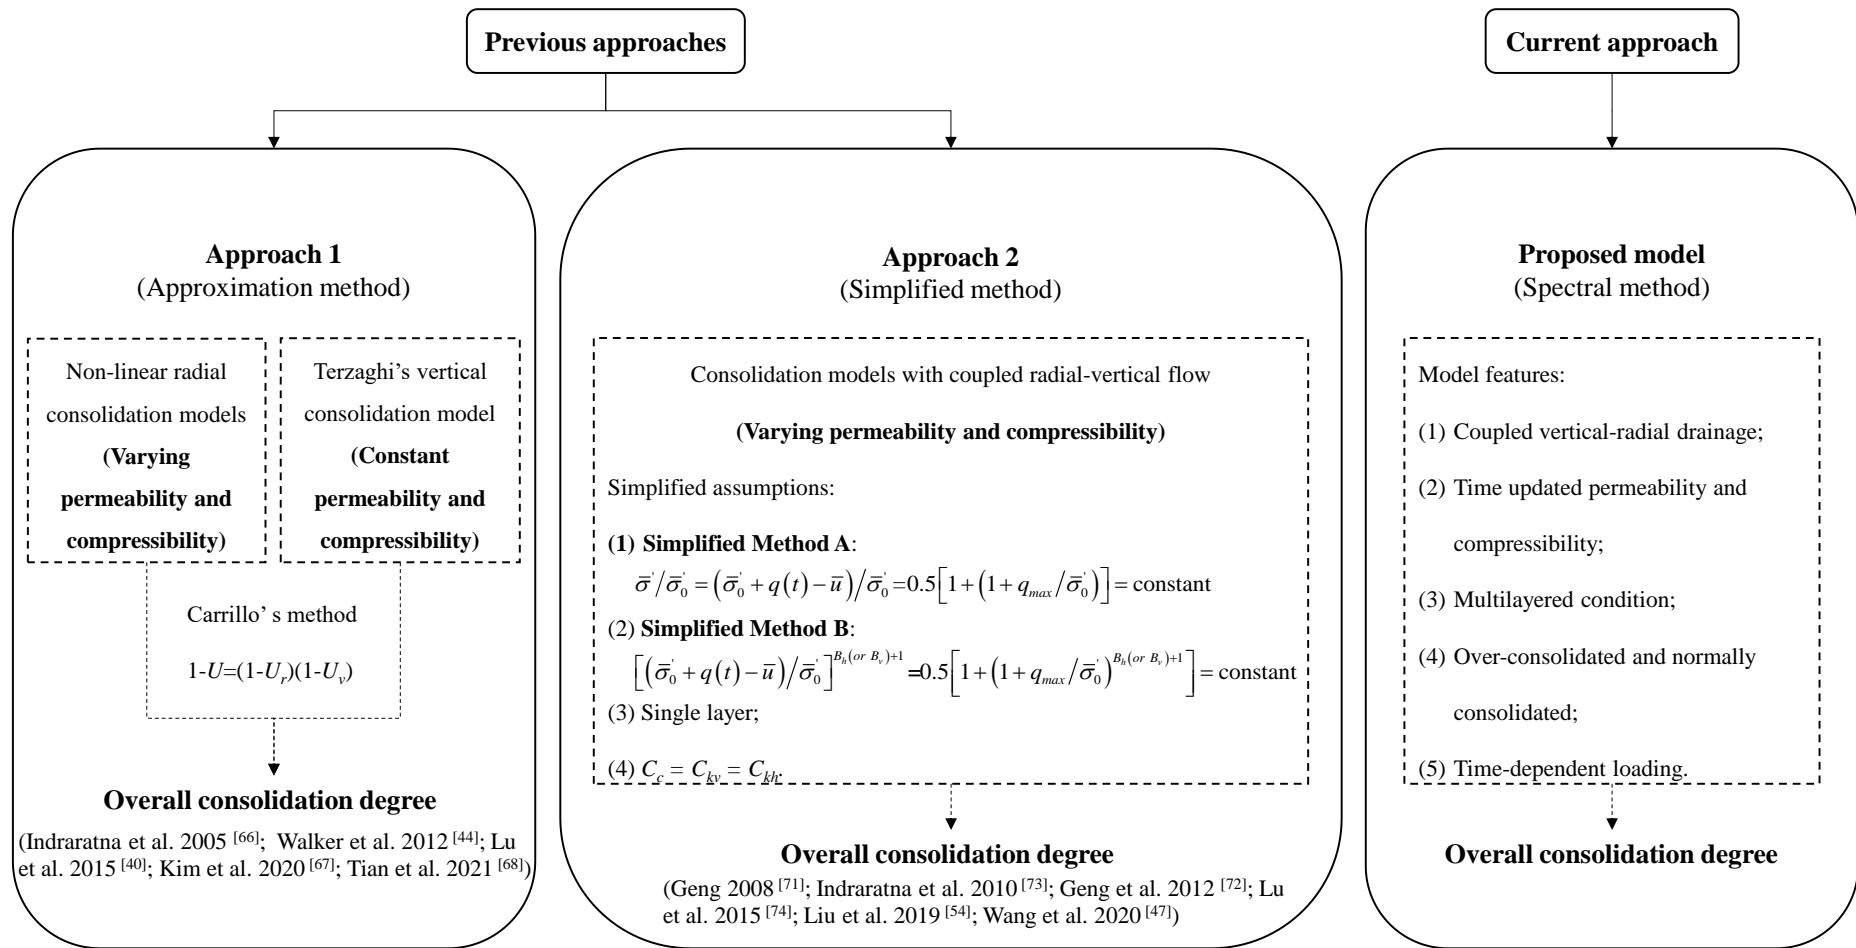 Previous approaches
Current approach
Approach 1
(Approximation method)
Non-linear radial
consolidation models
(Varying
permeability and
compressibility)
Terzaghi's vertical
consolidation model
(Constant
permeability and
compressibility)
Carrillo' s method
1-U=(1-U_r)(1-U_v)
Overall consolidation degree
(Indraratna et al. 2005 [66]; Walker et al. 2012 [44]; Lu
et al. 2015 [40]; Kim et al. 2020 [67]; Tian et al. 2021 [68])
Approach 2
(Simplified method)
Consolidation models with coupled radial-vertical flow
(Varying permeability and compressibility)
Simplified assumptions:
(1) Simplified Method A:
σ̄'/σ̄'_0 = (σ̄'_0 + q(t) − ū)/σ̄'_0 = 0.5[1 + (1 + q_max/σ̄'_0)] = constant
(2) Simplified Method B:
[(σ̄'_0 + q(t) − ū)/σ̄'_0]^{B_h(or B_v)+1} = 0.5[1 + (1 + q_max/σ̄'_0)^{B_h(or B_v)+1}] = constant
(3) Single layer;
(4) C_c = C_kv = C_kh.
Overall consolidation degree
(Geng 2008 [71]; Indraratna et al. 2010 [73]; Geng et al. 2012 [72]; Lu
et al. 2015 [74]; Liu et al. 2019 [54]; Wang et al. 2020 [47])
Proposed model
(Spectral method)
Model features:
(1) Coupled vertical-radial drainage;
(2) Time updated permeability and
compressibility;
(3) Multilayered condition;
(4) Over-consolidated and normally
consolidated;
(5) Time-dependent loading.
Overall consolidation degree